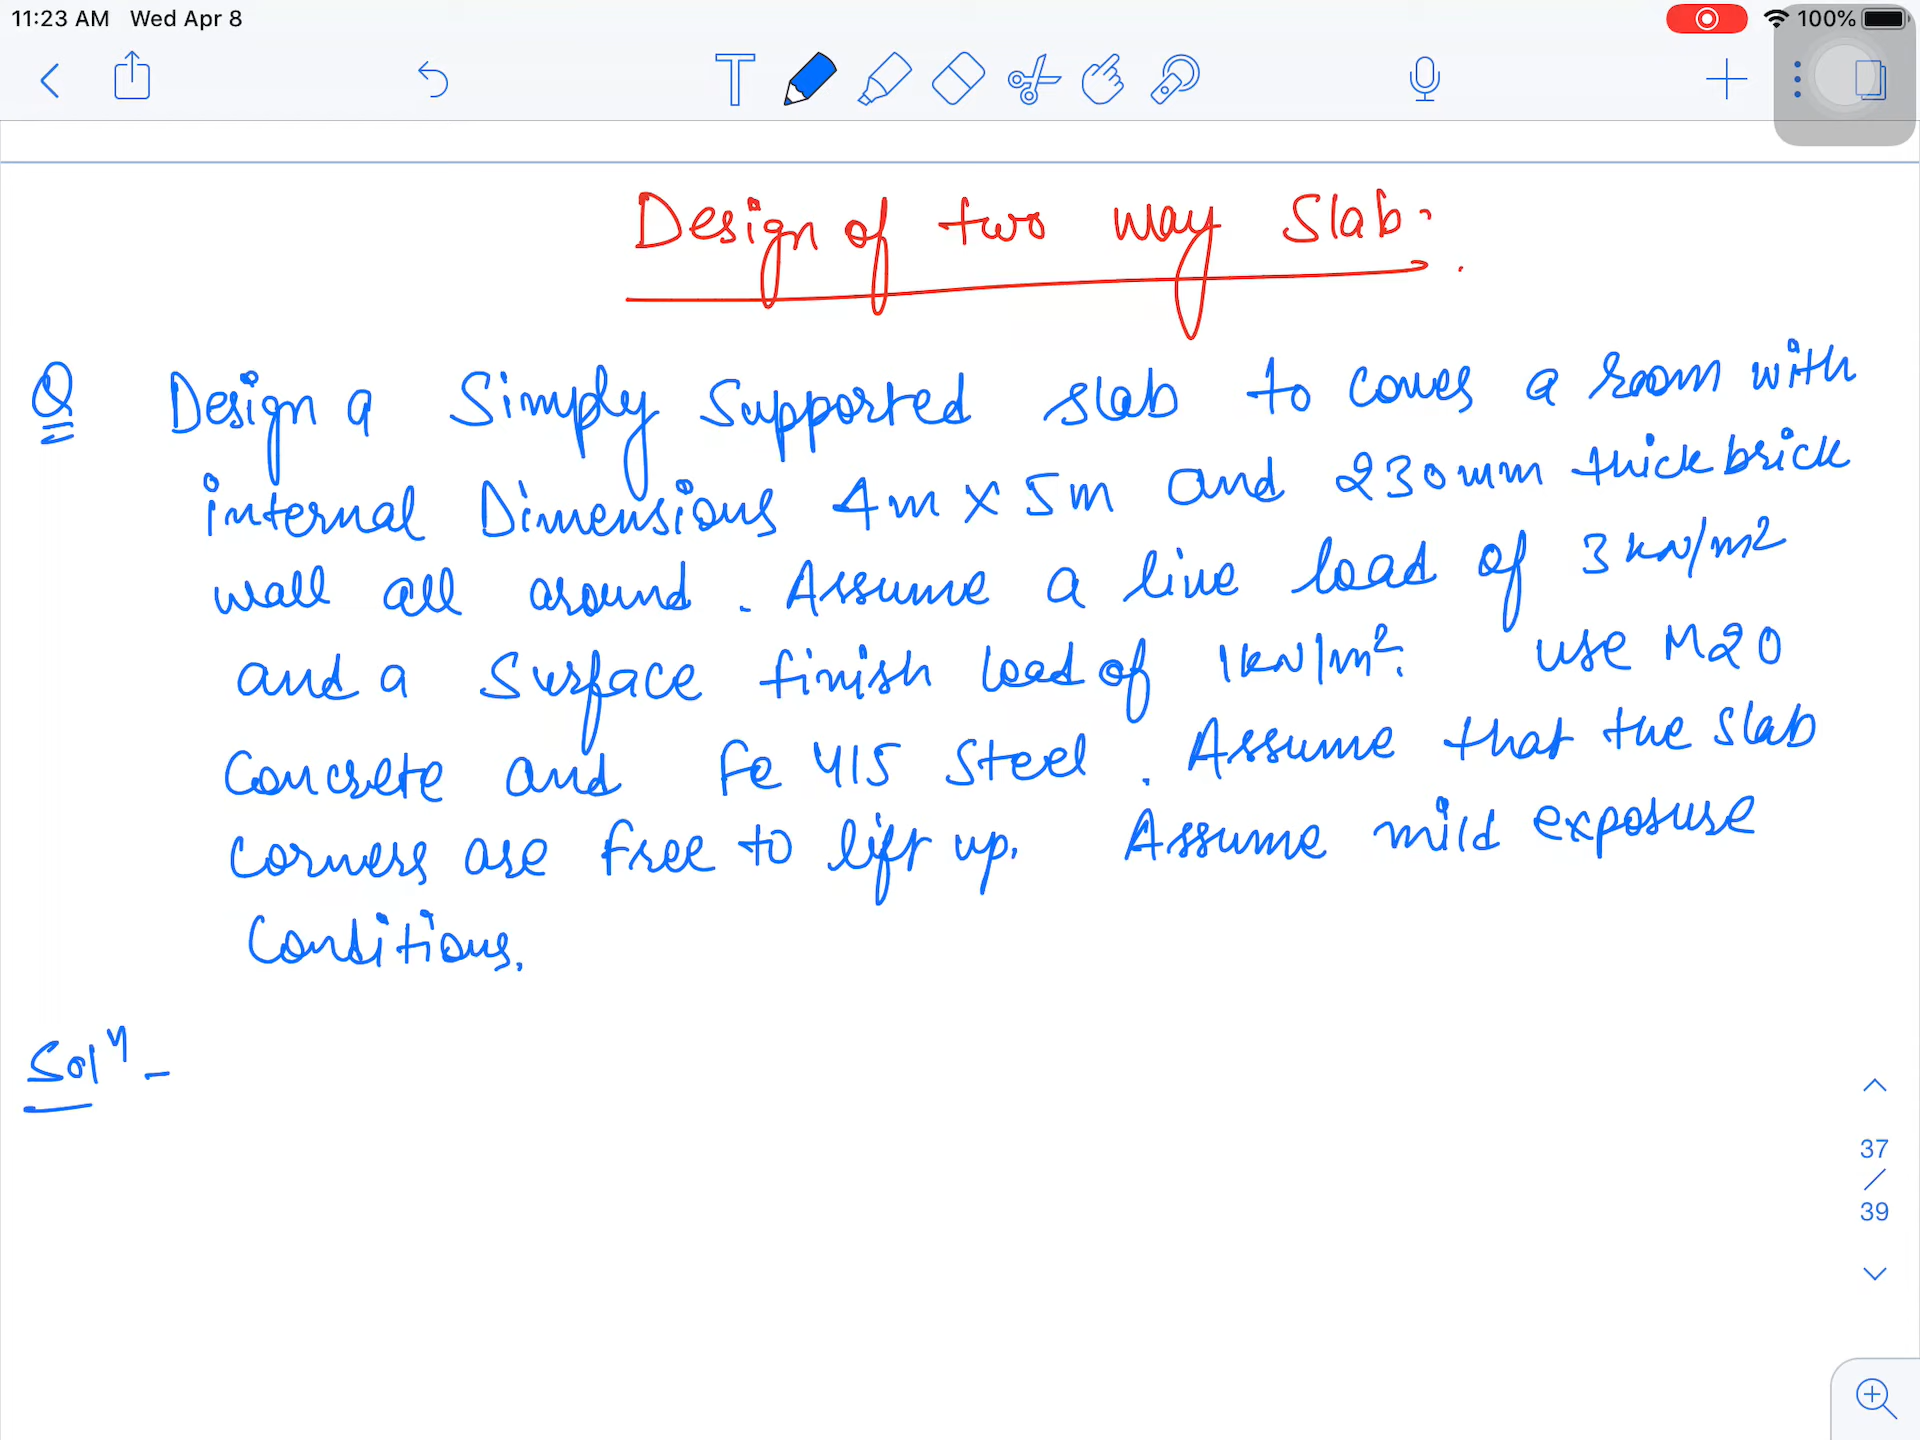 11:23 AM Wed Apr 8
100%
T
Design of two way Slab.
Q Design a Simply Supported slab to cover a room with
internal Dimensions 4m x 5m and 230mm thick brick
wall all around. Assume a live load of 3 kN/m²
and a Surface finish load of 1kN/m². use M20
Concrete and Fe 415 Steel. Assume that the slab
corners are free to lift up. Assume mild exposure
Conditions.
Solⁿ -
37
/
39